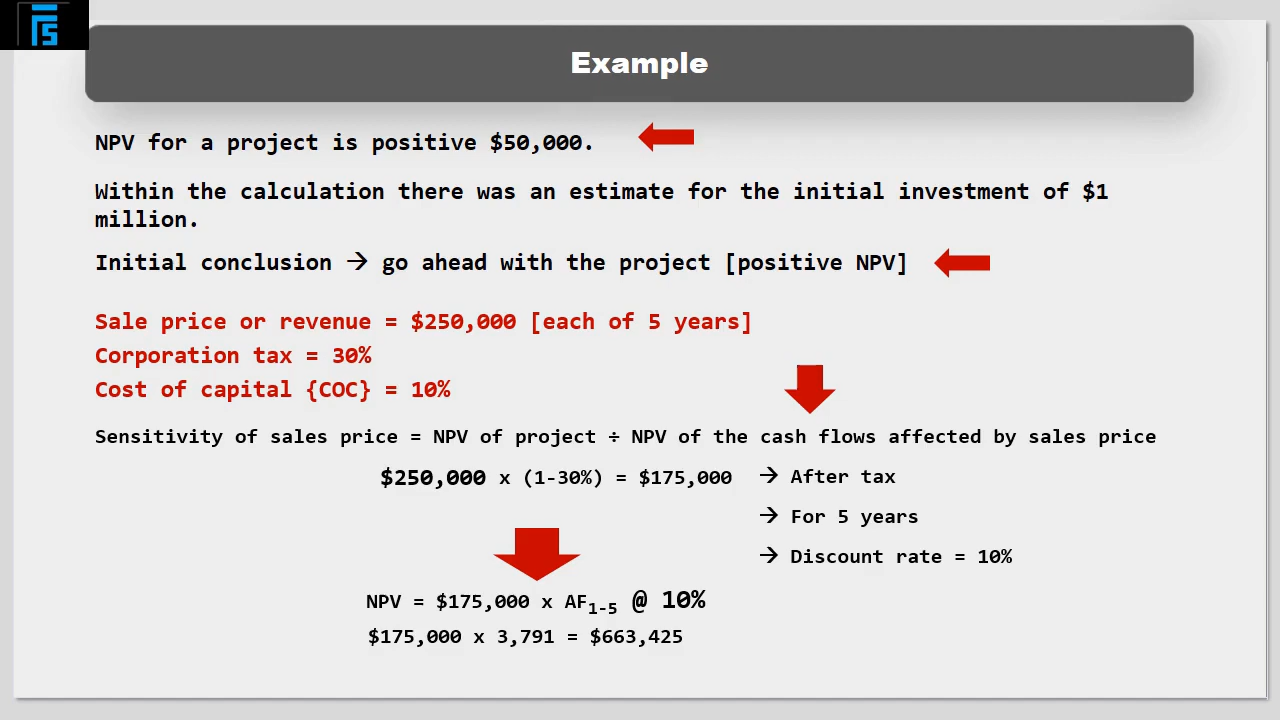 FS
Example
NPV for a project is positive $50,000.
Within the calculation there was an estimate for the initial investment of $1
million.
Initial conclusion → go ahead with the project [positive NPV]
Sale price or revenue = $250,000 [each of 5 years]
Corporation tax = 30%
Cost of capital {COC} = 10%
Sensitivity of sales price = NPV of project ÷ NPV of the cash flows affected by sales price
$250,000 x (1-30%) = $175,000 → After tax
→ For 5 years
→ Discount rate = 10%
NPV = $175,000 x AF1-5 @ 10%
$175,000 x 3,791 = $663,425